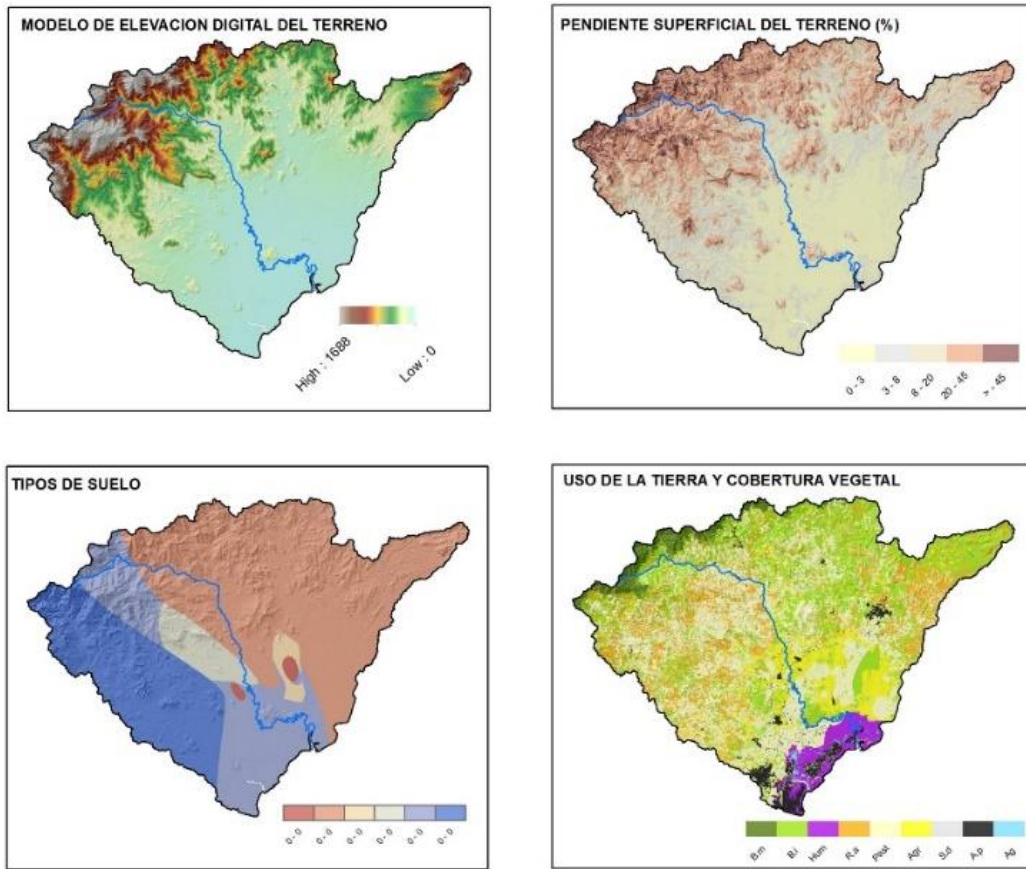 MODELO DE ELEVACION DIGITAL DEL TERRENO
High : 1688
Low : 0
PENDIENTE SUPERFICIAL DEL TERRENO (%)
0 - 3
3 - 8
8 - 20
20 - 45
> - 45
TIPOS DE SUELO
0 - 0
0 - 0
0 - 0
0 - 0
0 - 0
0 - 0
USO DE LA TIERRA Y COBERTURA VEGETAL
B.m
B.i
Hum
R.a
Past
Agr
S.d
A.p
Ag